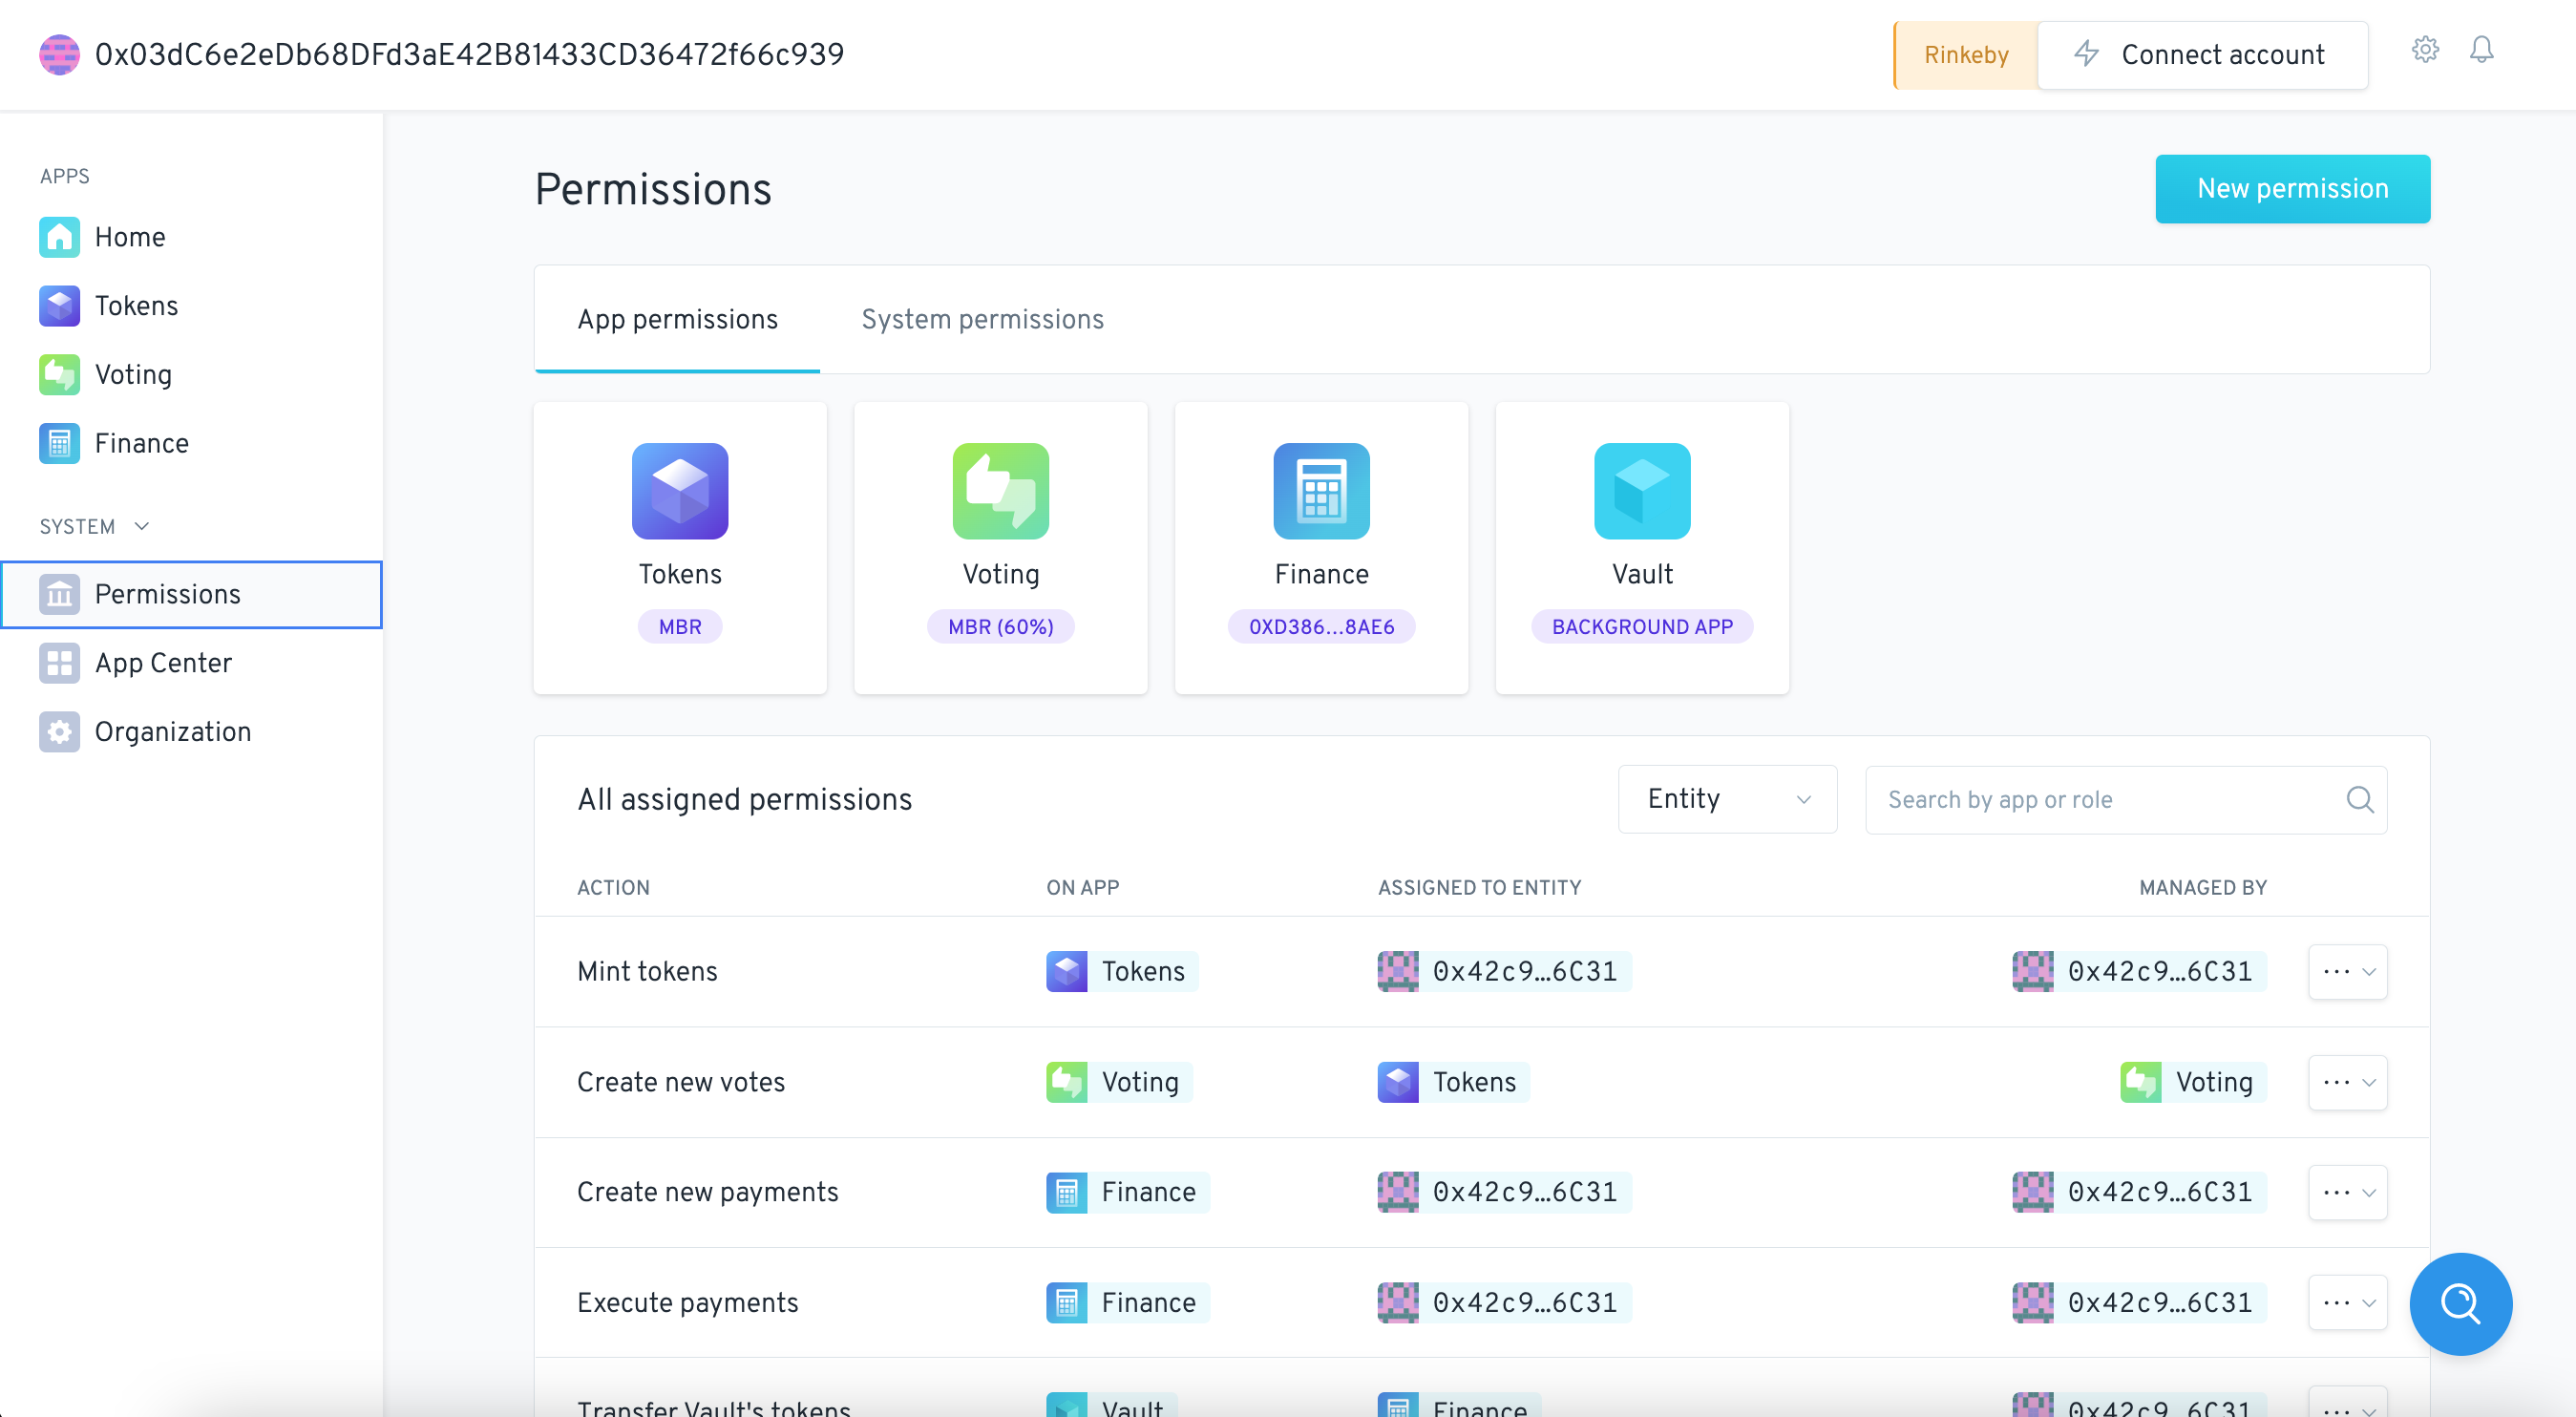 0x03dC6e2eDb68DFd3aE42B81433CD36472f66c939
Rinkeby
Connect account
APPS
Home
Tokens
Voting
Finance
SYSTEM
Permissions
App Center
Organization
Permissions
New permission
App permissions System permissions
Tokens
MBR
Voting
MBR (60%)
Finance
0XD386...8AE6
Vault
BACKGROUND APP
All assigned permissions
Entity
Search by app or role
ACTION ON APP ASSIGNED TO ENTITY MANAGED BY
Mint tokens Tokens 0x42c9…6C31 0x42c9…6C31
Create new votes Voting Tokens Voting
Create new payments Finance 0x42c9…6C31 0x42c9…6C31
Execute payments Finance 0x42c9…6C31 0x42c9…6C31
Transfer Vault's tokens Vault Finance 0x42c9…6C31